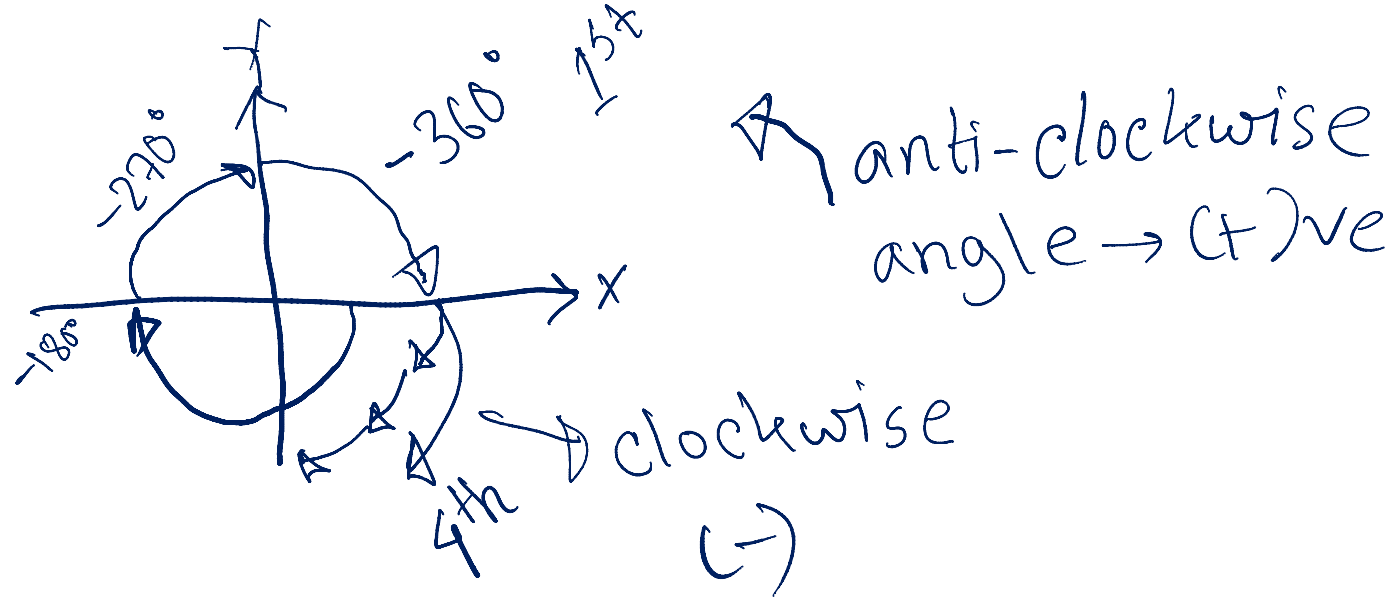 Y
-360° 1st
-270°
anti-clockwise
angle → (+)ve
X
-180°
clockwise
4th
(-)